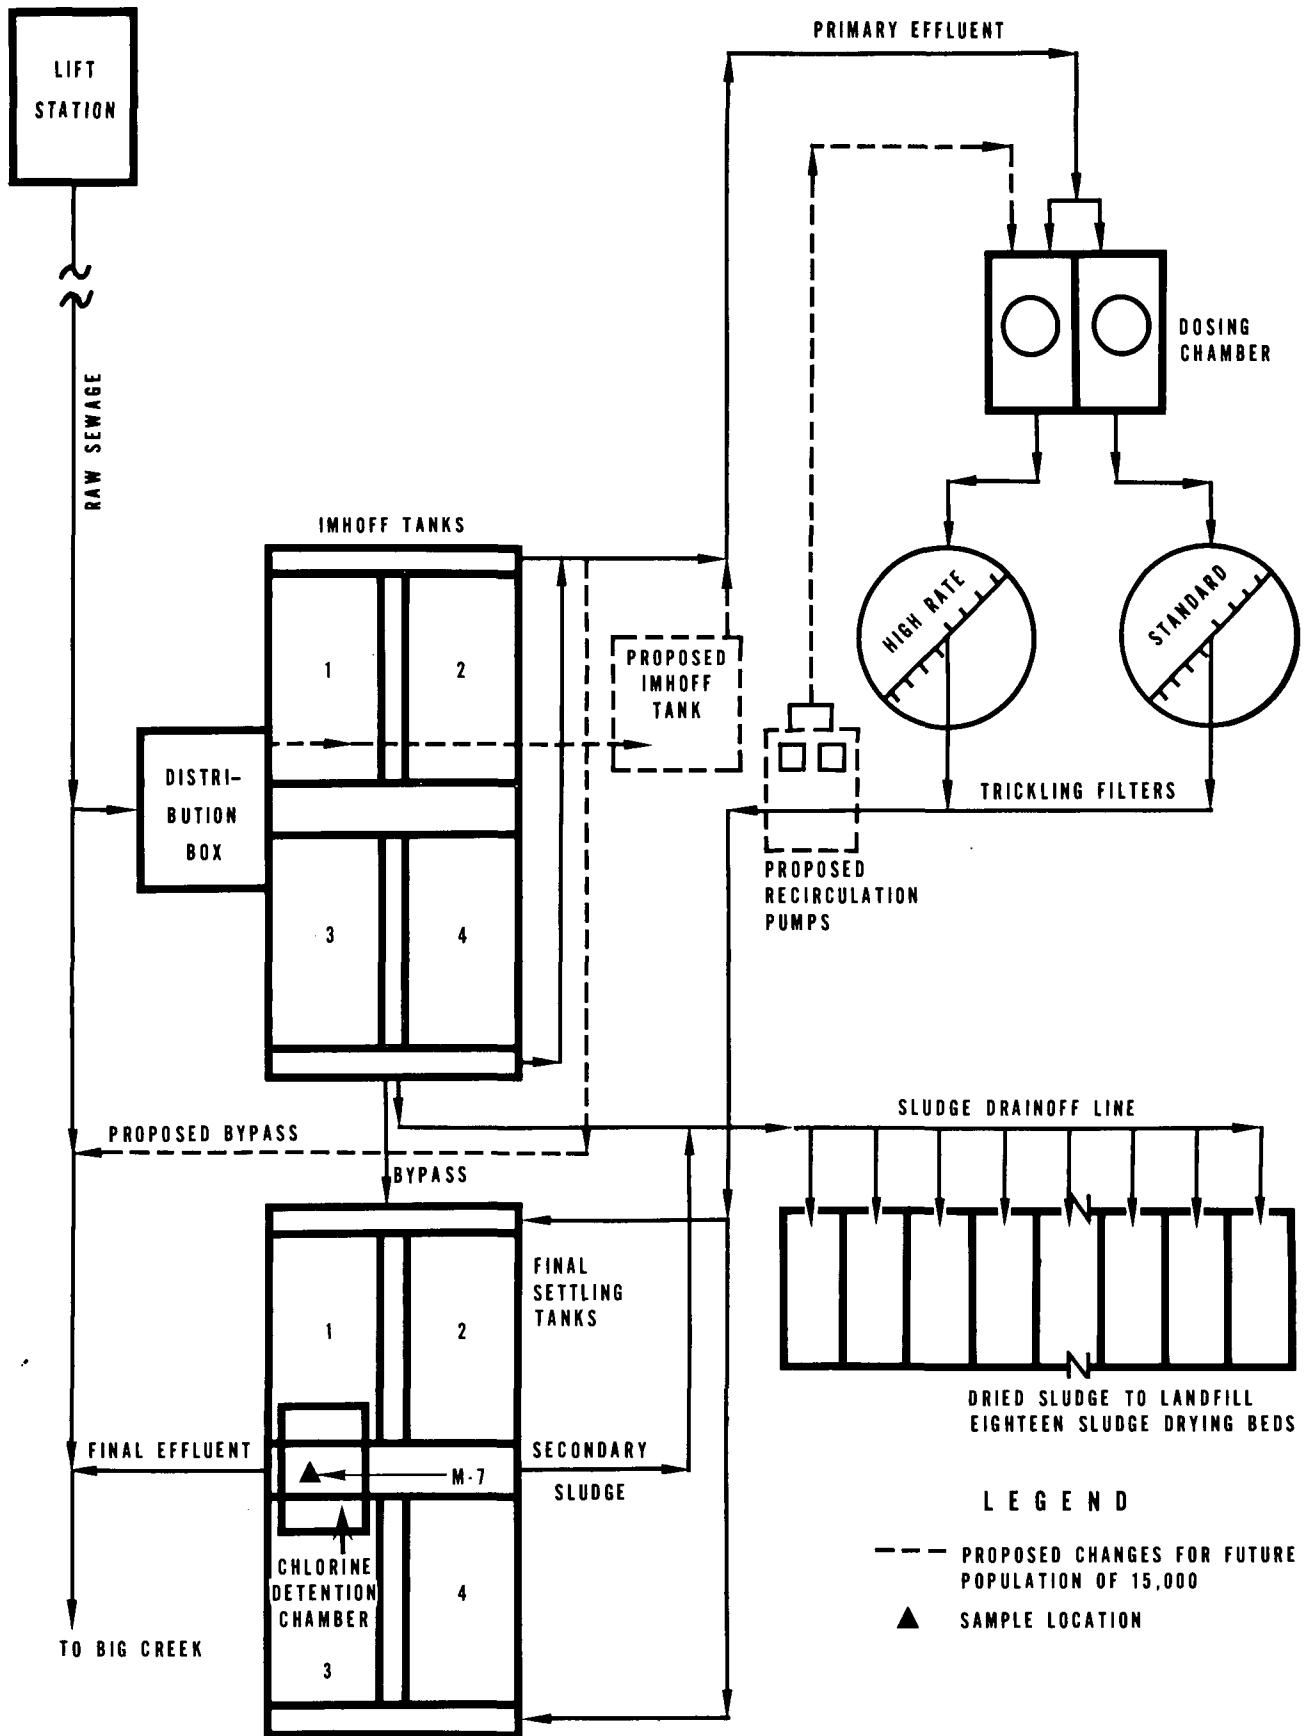 PRIMARY EFFLUENT
LIFT
STATION
DOSING
CHAMBER
RAW SEWAGE
IMHOFF TANKS
HIGH RATE
STANDARD
1
2
PROPOSED
IMHOFF
TANK
DISTRI-
BUTION
BOX
TRICKLING FILTERS
PROPOSED
RECIRCULATION
PUMPS
3
4
SLUDGE DRAINOFF LINE
PROPOSED BYPASS
BYPASS
FINAL
SETTLING
TANKS
1
2
DRIED SLUDGE TO LANDFILL
EIGHTEEN SLUDGE DRYING BEDS
FINAL EFFLUENT
M-7
SECONDARY
SLUDGE
CHLORINE
DETENTION
CHAMBER
4
3
TO BIG CREEK
LEGEND
PROPOSED CHANGES FOR FUTURE
POPULATION OF 15,000
SAMPLE LOCATION